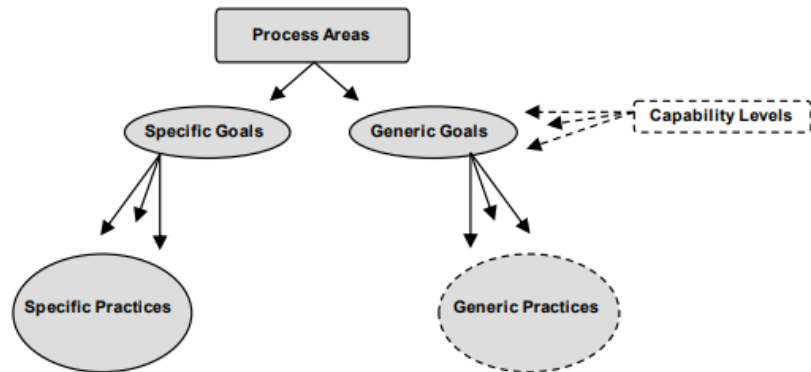 Process Areas
Specific Goals
Generic Goals
Capability Levels
Specific Practices
Generic Practices